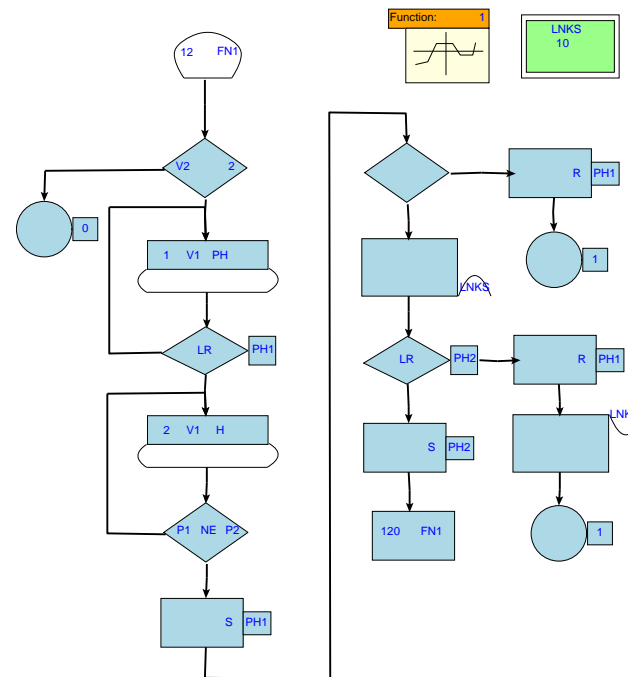 Function: 1
LNKS
10
12 FN1
V2 2
0
1 V1 PH
LR PH1
2 V1 H
P1 NE P2
S PH1
R PH1
1
LNKS
LR PH2
R PH1
S PH2
120 FN1
1